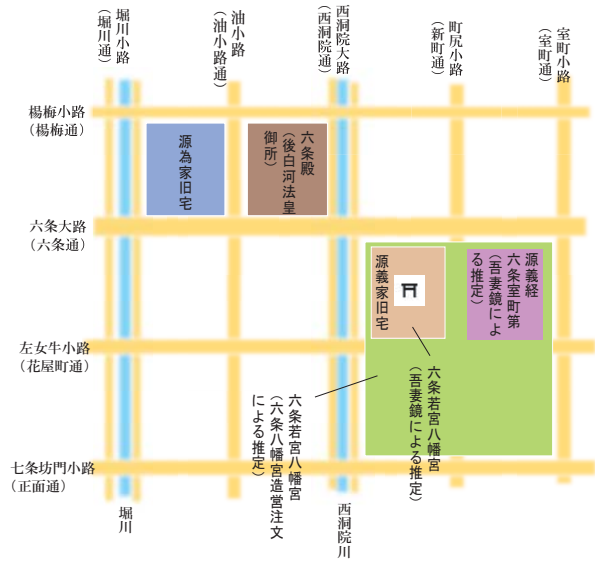 堀川小路
（堀川通）
油小路
（油小路通）
西洞院大路
（西洞院通）
町尻小路
（新町通）
室町小路
（室町通）
楊梅小路
（楊梅通）
源為家旧宅
六条殿
（後白河法皇
御所）
六条大路
（六条通）
源義家旧宅
源義経
六条室町第
（吾妻鏡によ
る推定）
左女牛小路
（花屋町通）
六条若宮八幡宮
（吾妻鏡による推定）
六条若宮八幡宮
（六条八幡宮造営注文
による推定）
七条坊門小路
（正面通）
堀川
西洞院川